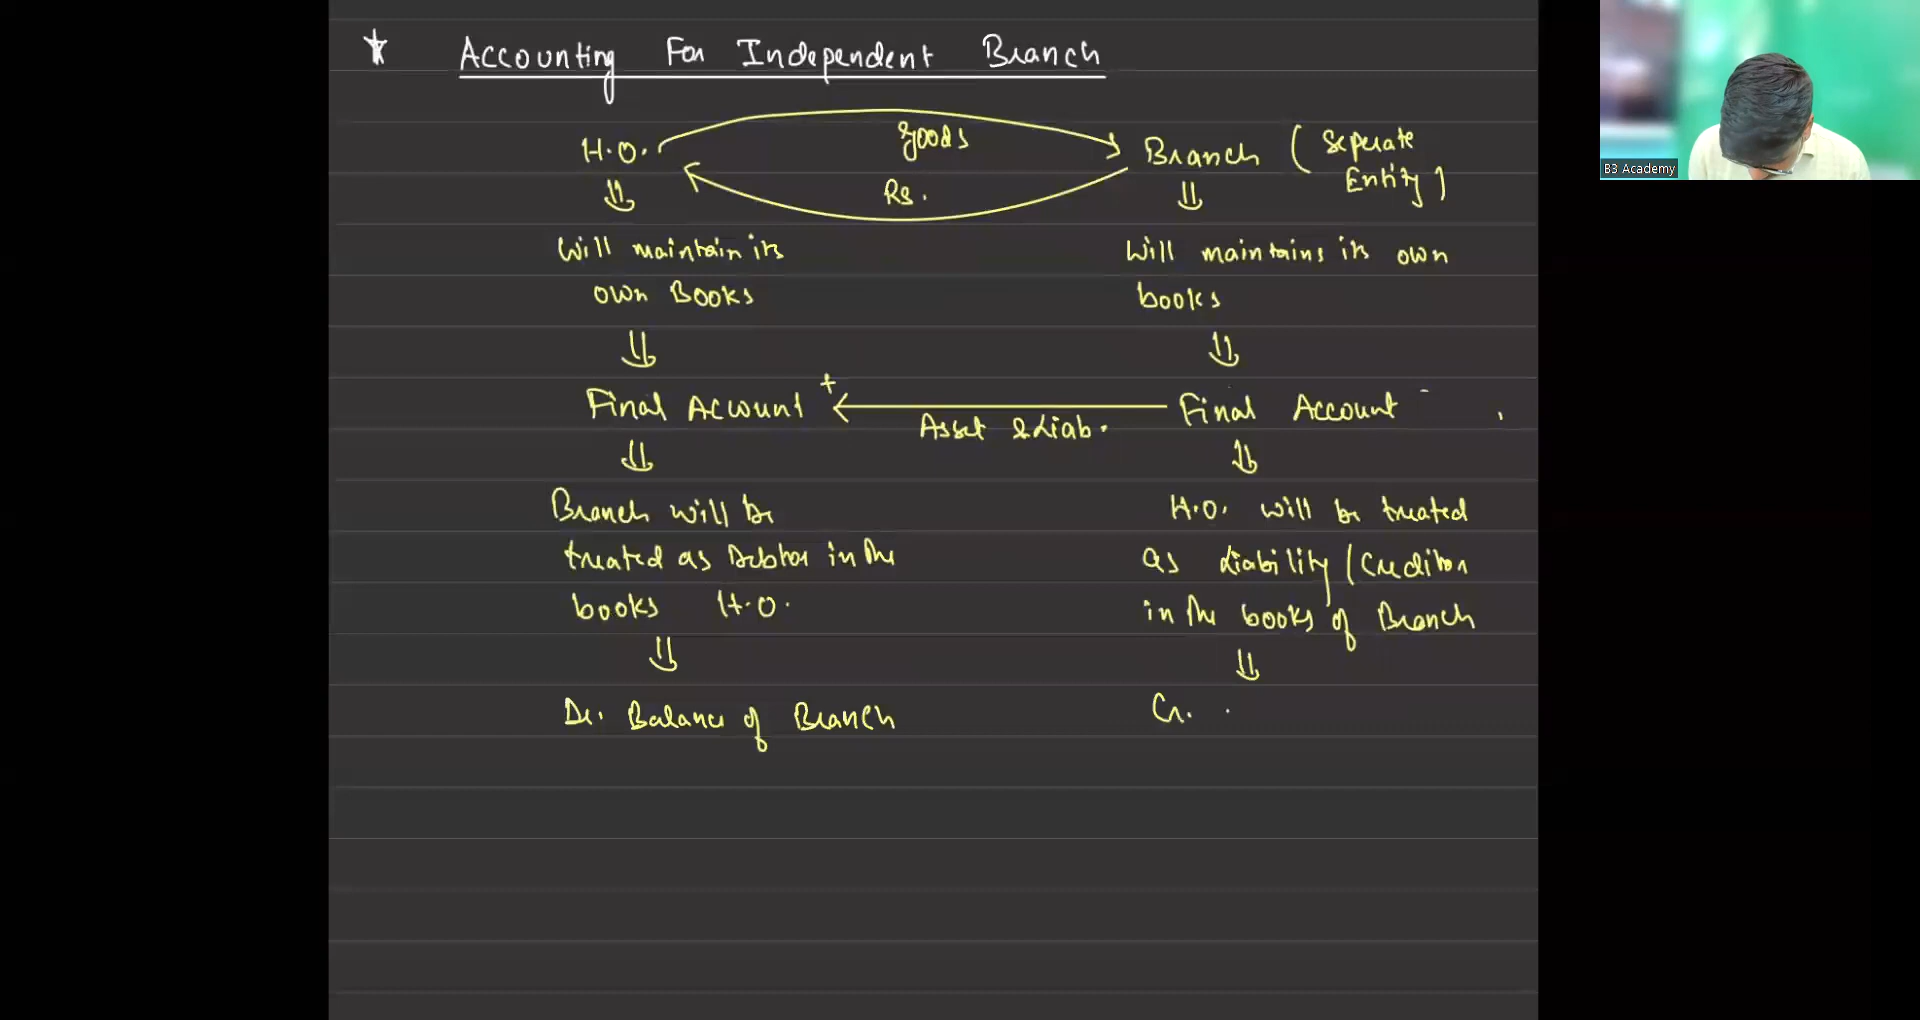 * Accounting For Independent Branch
H.O. goods Branch (Seperate
Entity)
Rs.
Will maintain its
own Books
Will maintains its own
books
Final Account + Asset & Liab. Final Account
Branch will be
treated as Debtor in the
books H.O.
H.O. will be treated
as Liability / Creditor
in the books of Branch
Dr. Balance of Branch
Cr.
B3 Academy